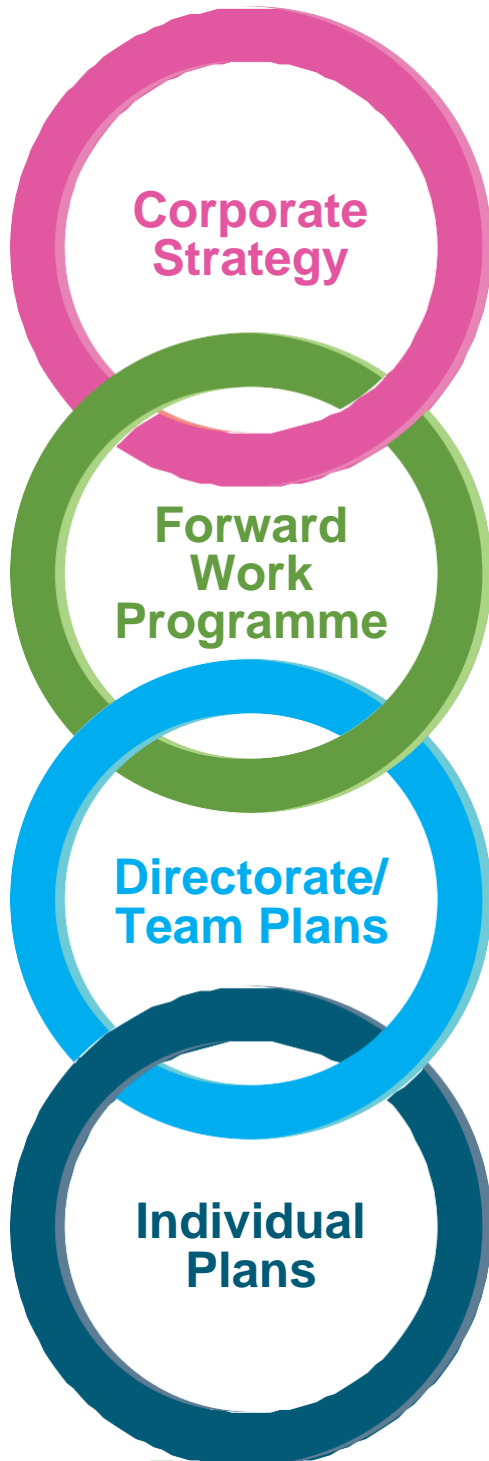 Corporate
Strategy
Forward
Work
Programme
Directorate/
Team Plans
Individual
Plans